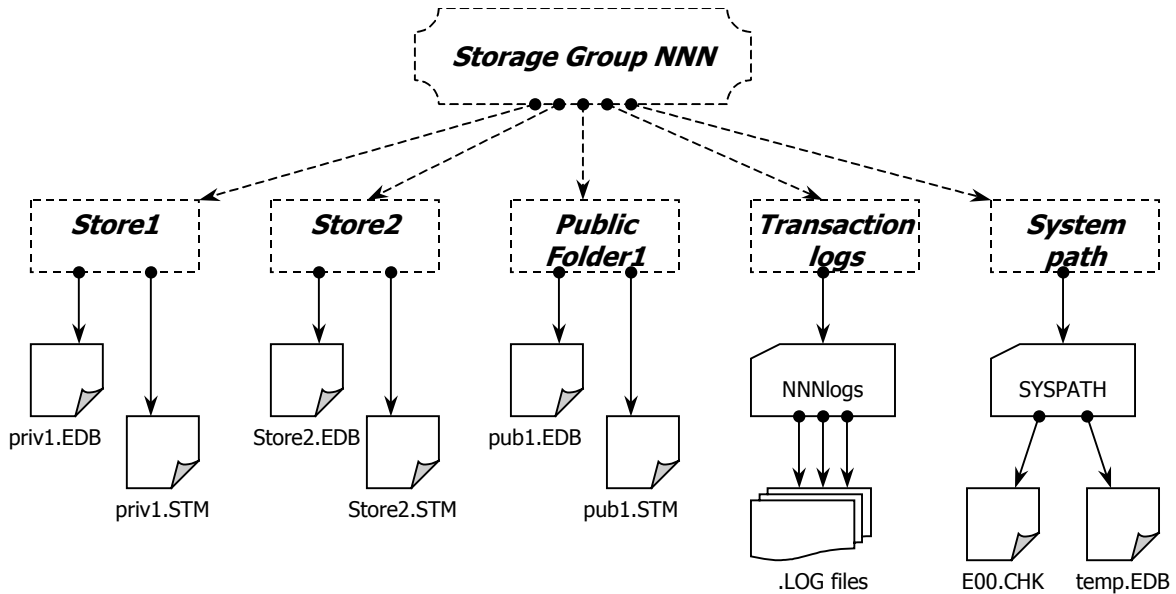 Storage Group NNN
Store1
Store2
Public
Folder1
Transaction
logs
System
path
NNNlogs
SYSPATH
priv1.EDB
Store2.EDB
pub1.EDB
priv1.STM
Store2.STM
pub1.STM
.LOG files
E00.CHK
temp.EDB